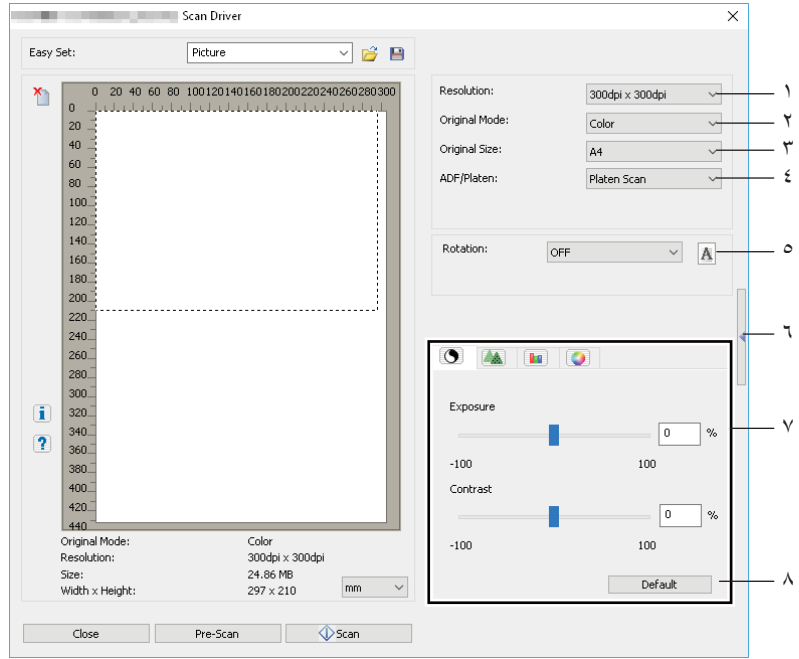 Scan Driver
Easy Set: Picture
0 20 40 60 80 100 120 140 160 180 200 220 240 260 280 300
0
20
40
60
80
100
120
140
160
180
200
220
240
260
280
300
320
340
360
380
400
420
440
Original Mode: Color
Resolution: 300dpi x 300dpi
Size: 24.86 MB
Width x Height: 297 x 210 mm
Close Pre-Scan Scan
Resolution: 300dpi x 300dpi ١
Original Mode: Color ٢
Original Size: A4 ٣
ADF/Platen: Platen Scan ٤
Rotation: OFF A ٥
٦
Exposure
0 % ٧
-100 100
Contrast
0 %
-100 100
Default ٨